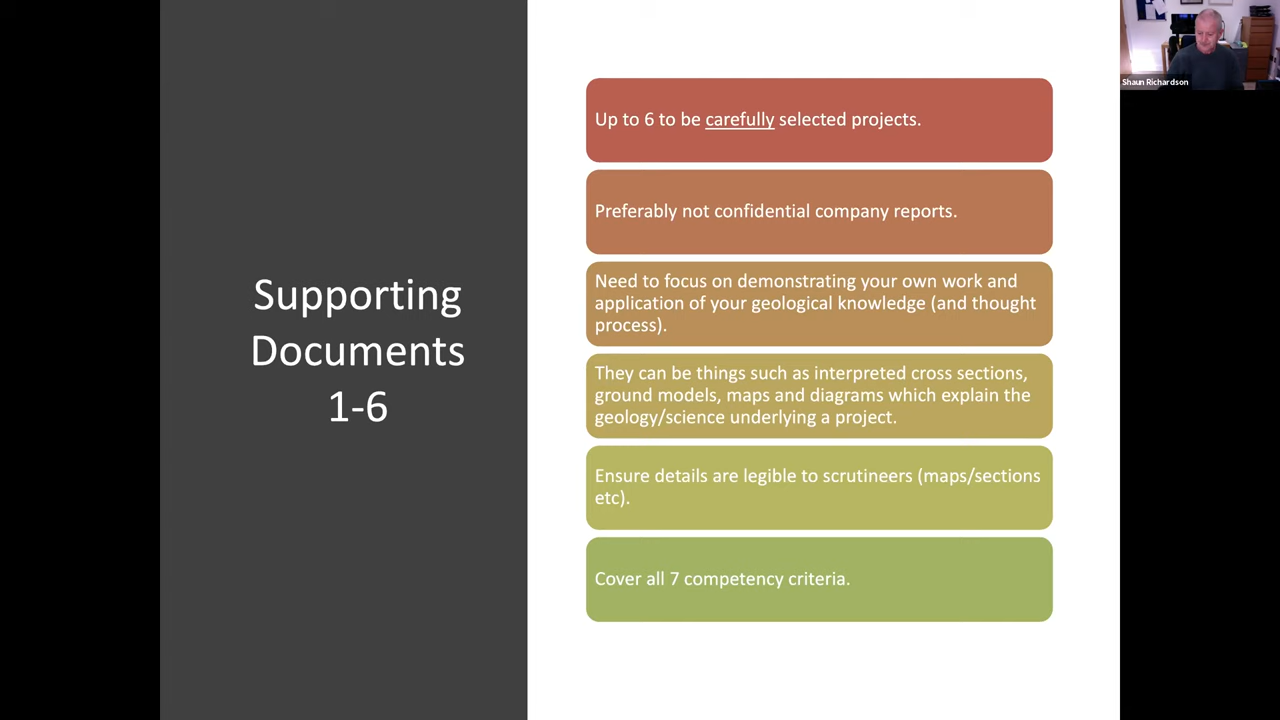 Supporting
Documents
1-6
Up to 6 to be carefully selected projects.
Preferably not confidential company reports.
Need to focus on demonstrating your own work and
application of your geological knowledge (and thought
process).
They can be things such as interpreted cross sections,
ground models, maps and diagrams which explain the
geology/science underlying a project.
Ensure details are legible to scrutineers (maps/sections
etc).
Cover all 7 competency criteria.
Shaun Richardson